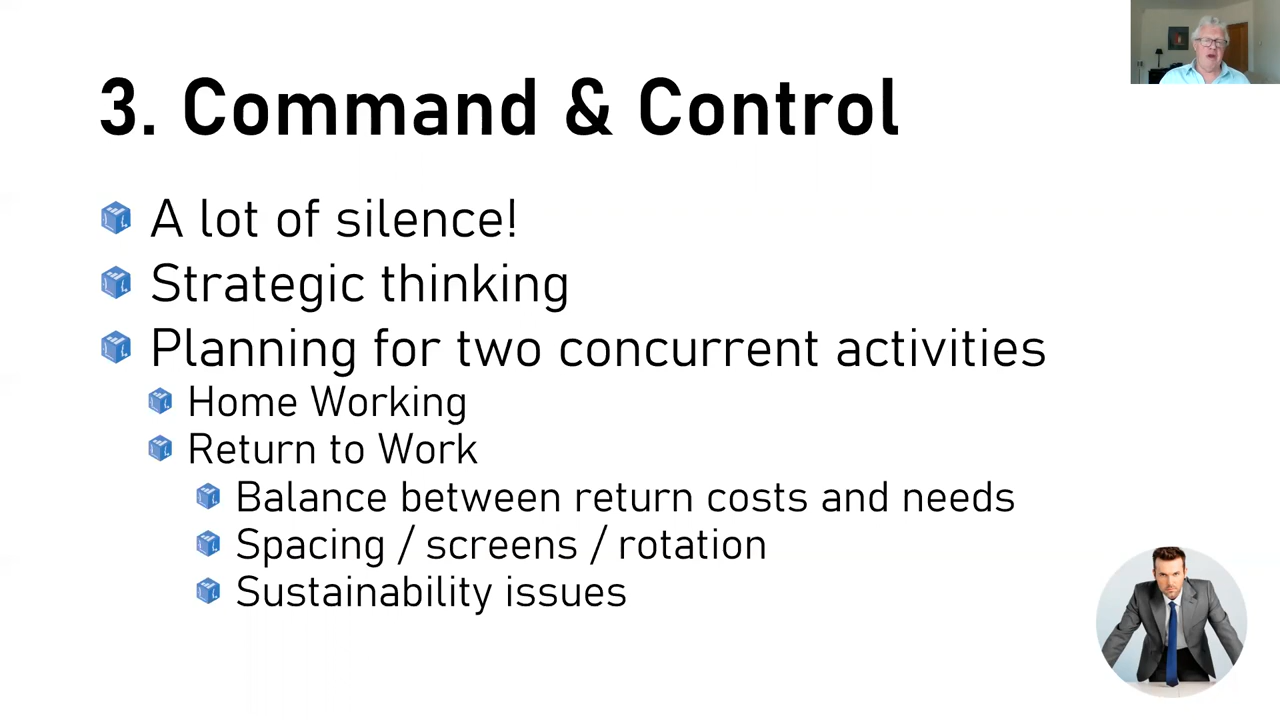 3. Command & Control
A lot of silence!
Strategic thinking
Planning for two concurrent activities
Home Working
Return to Work
Balance between return costs and needs
Spacing / screens / rotation
Sustainability issues